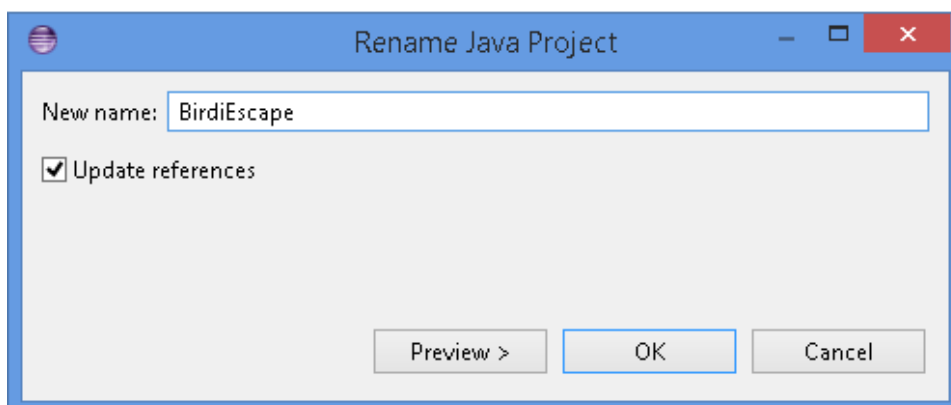 Rename Java Project
New name: BirdiEscape
Update references
Preview > OK Cancel